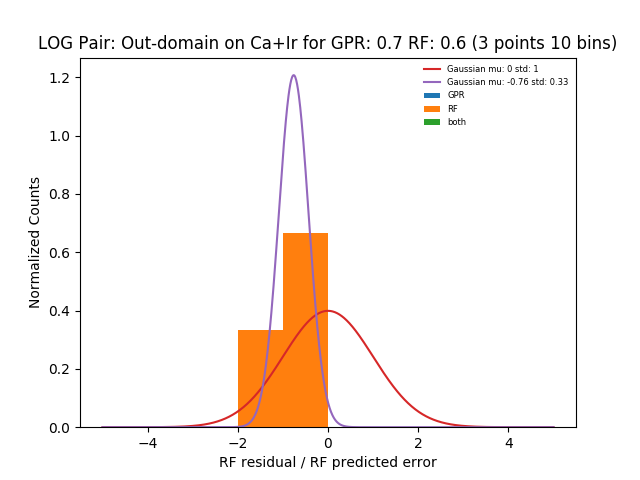 LOG Pair: Out-domain on Ca+Ir for GPR: 0.7 RF: 0.6 (3 points 10 bins)
Gaussian mu: 0 std: 1
Gaussian mu: -0.76 std: 0.33
GPR
RF
both
Normalized Counts
1.2
1.0
0.8
0.6
0.4
0.2
0.0
−4
−2
0
2
4
RF residual / RF predicted error